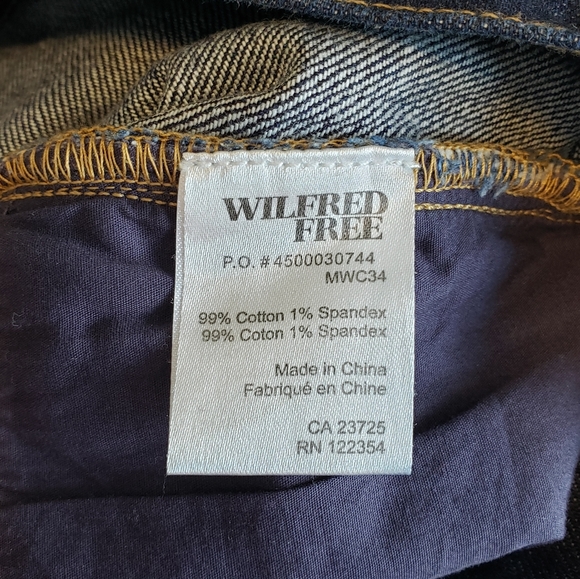 WILFRED
FREE
P.O. #4500030744
MWC34
99% Cotton 1% Spandex
99% Coton 1% Spandex
Made in China
Fabriqué en Chine
CA 23725
RN 122354